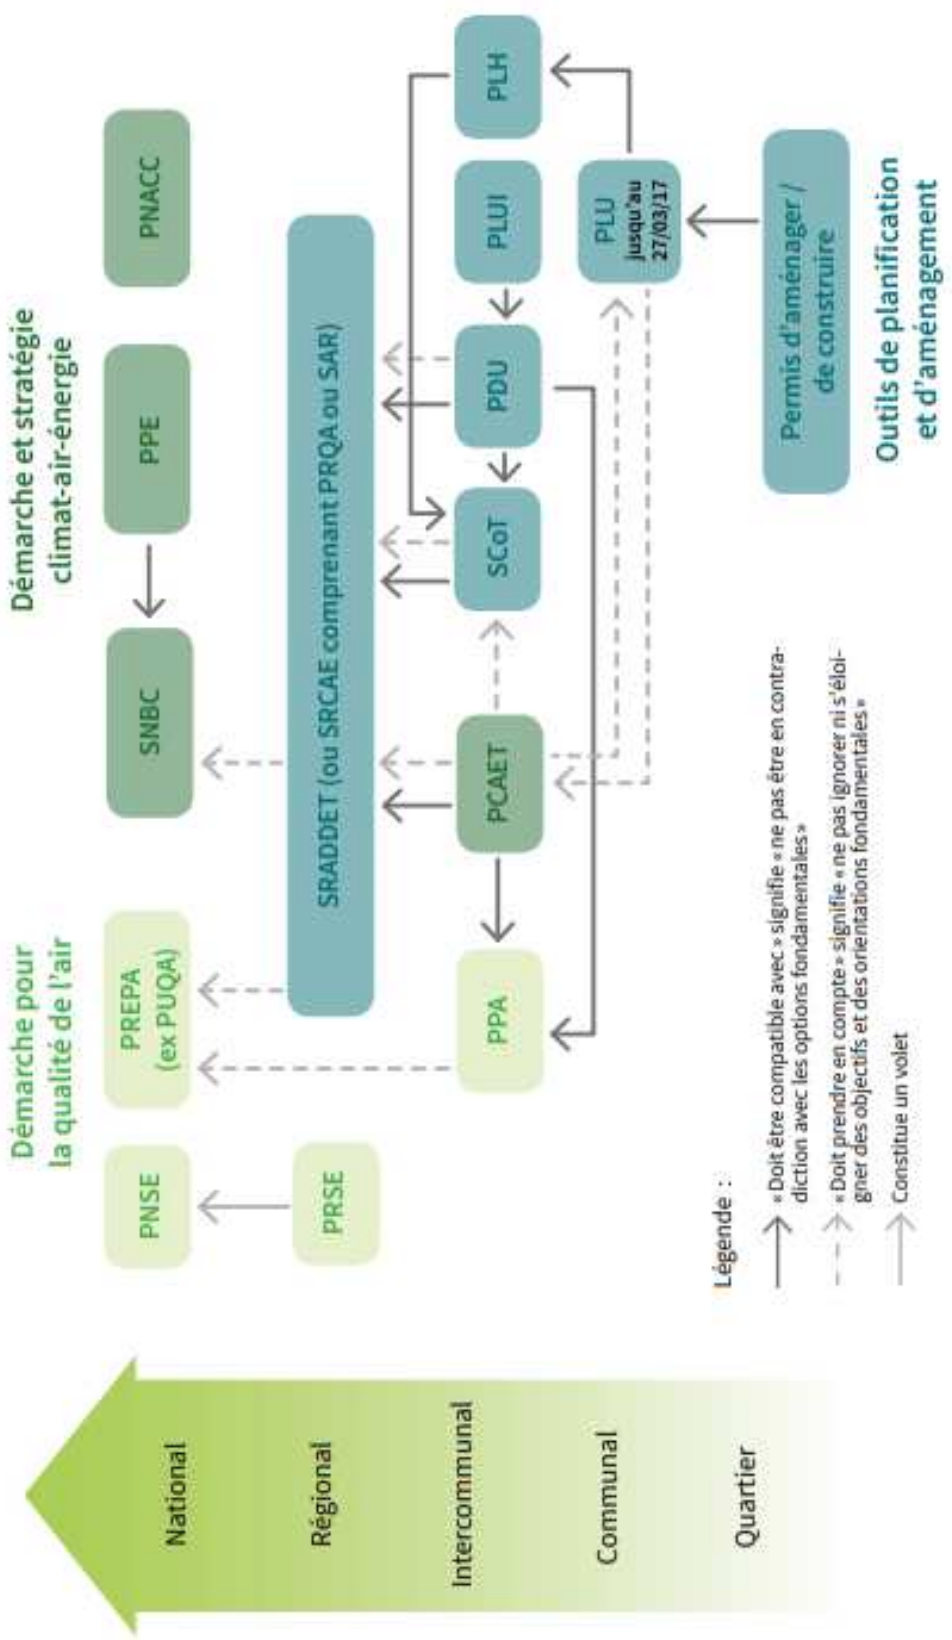 Démarche pour
la qualité de l'air
Démarche et stratégie
climat-air-énergie
National
PNSE
PREPA
(ex PUQA)
SNBC
PPE
PNACC
Régional
PRSE
SRADDET (ou SRCAE comprenant PRQA ou SAR)
Intercommunal
PPA
PCAET
SCoT
PDU
PLUI
PLH
Communal
PLU
jusqu'au
27/03/17
Quartier
Permis d'aménager /
de construire
Légende :
« Doit être compatible avec » signifie « ne pas être en contra-
diction avec les options fondamentales »
« Doit prendre en compte » signifie « ne pas ignorer ni s'éloi-
gner des objectifs et des orientations fondamentales »
Constitue un volet
Outils de planification
et d'aménagement